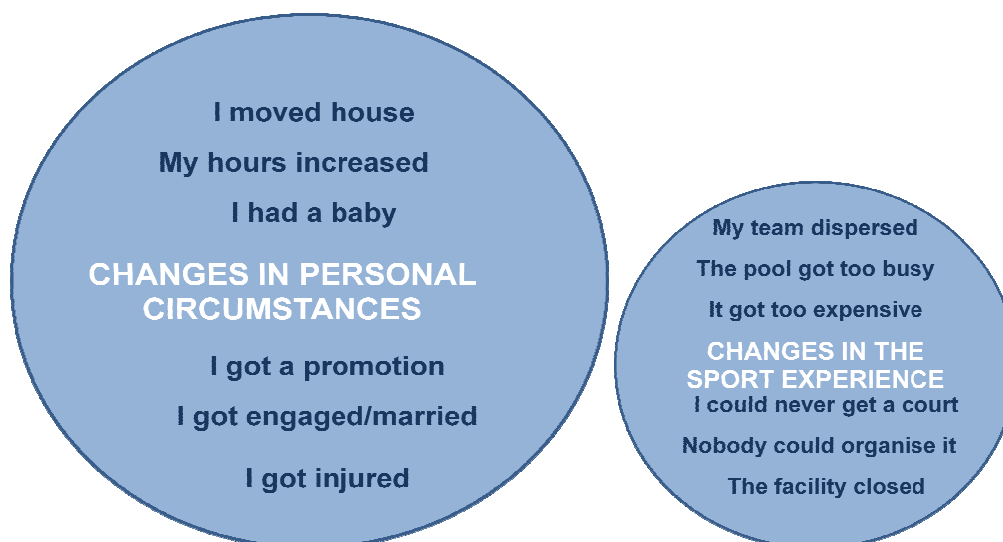 I moved house
My hours increased
I had a baby
CHANGES IN PERSONAL
CIRCUMSTANCES
I got a promotion
I got engaged/married
I got injured
My team dispersed
The pool got too busy
It got too expensive
CHANGES IN THE
SPORT EXPERIENCE
I could never get a court
Nobody could organise it
The facility closed